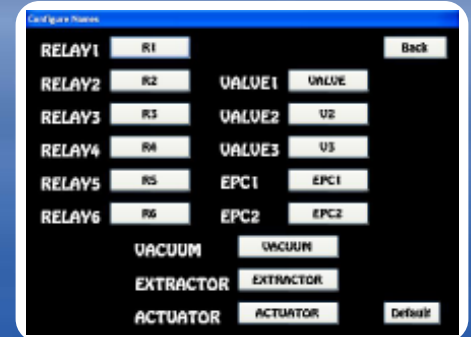 Configure Names
RELAY1 R1 Back
RELAY2 R2 VALVE1 VALVE
RELAY3 R3 VALVE2 V2
RELAY4 R4 VALVE3 V3
RELAY5 R5 EPC1 EPC1
RELAY6 R6 EPC2 EPC2
VACUUM VACUUM
EXTRACTOR EXTRACTOR
ACTUATOR ACTUATOR Default